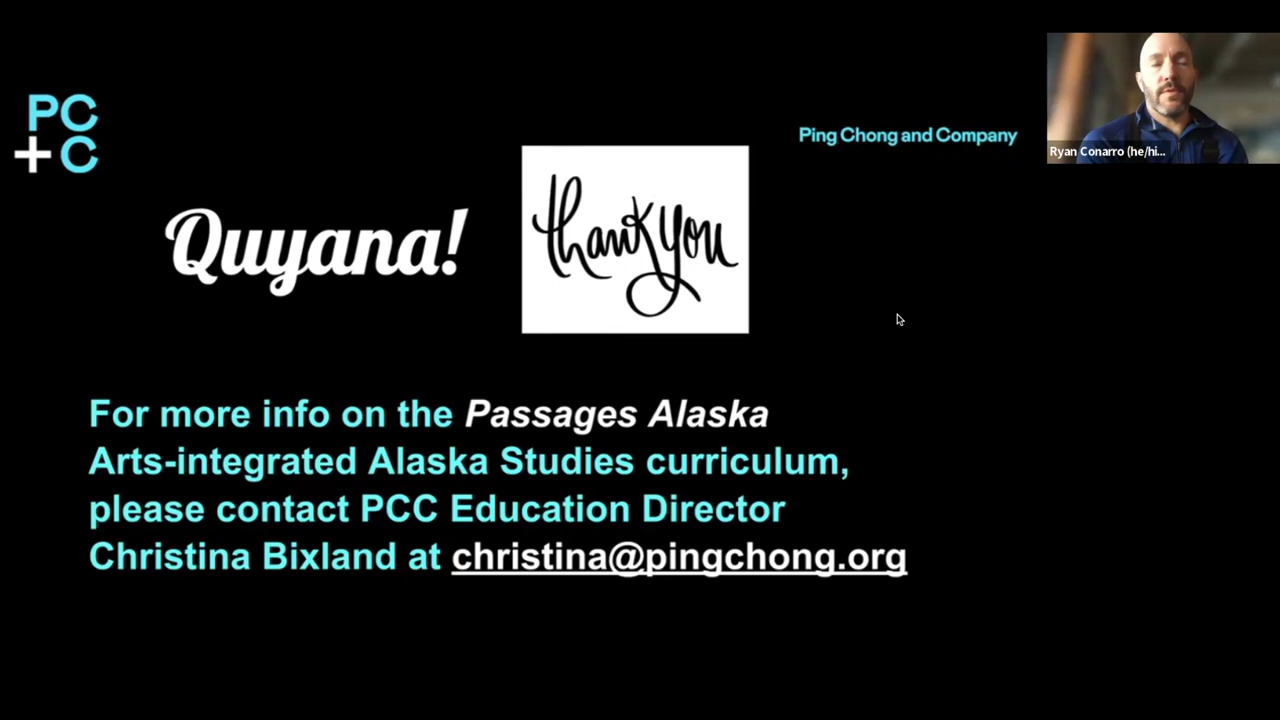 PC
+C
Ping Chong and Company
Ryan Conarro (he/hi...
Quyana!
thank you
For more info on the Passages Alaska
Arts-integrated Alaska Studies curriculum,
please contact PCC Education Director
Christina Bixland at christina@pingchong.org